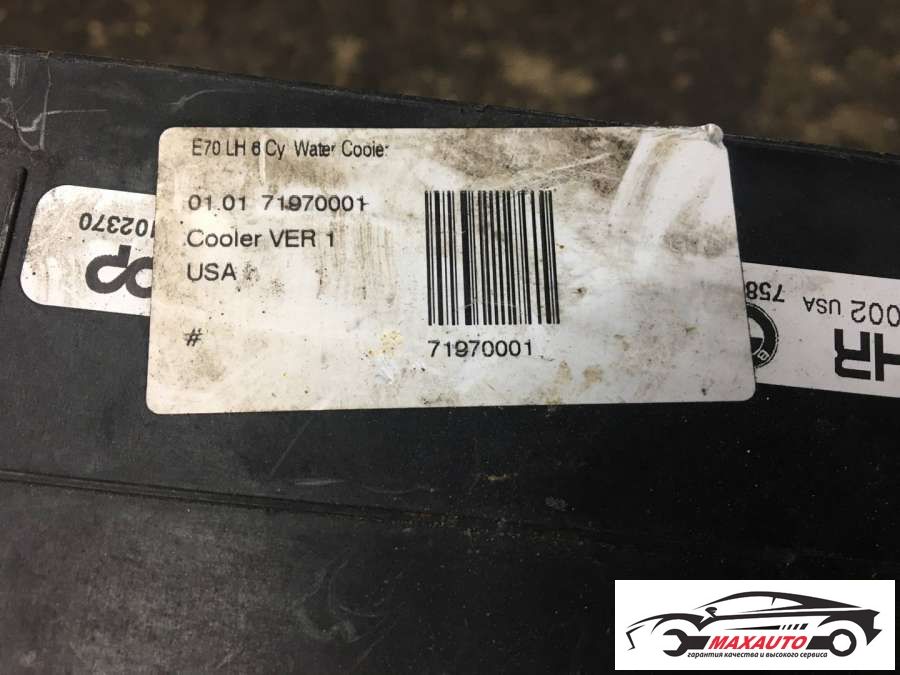 E70 LH 6 Cy Water Cooler
01.01 71970001
Cooler VER 1
USA
#
71970001
102370
758
002 USA
HR
MAXAUTO
гарантия качества и высокого сервиса